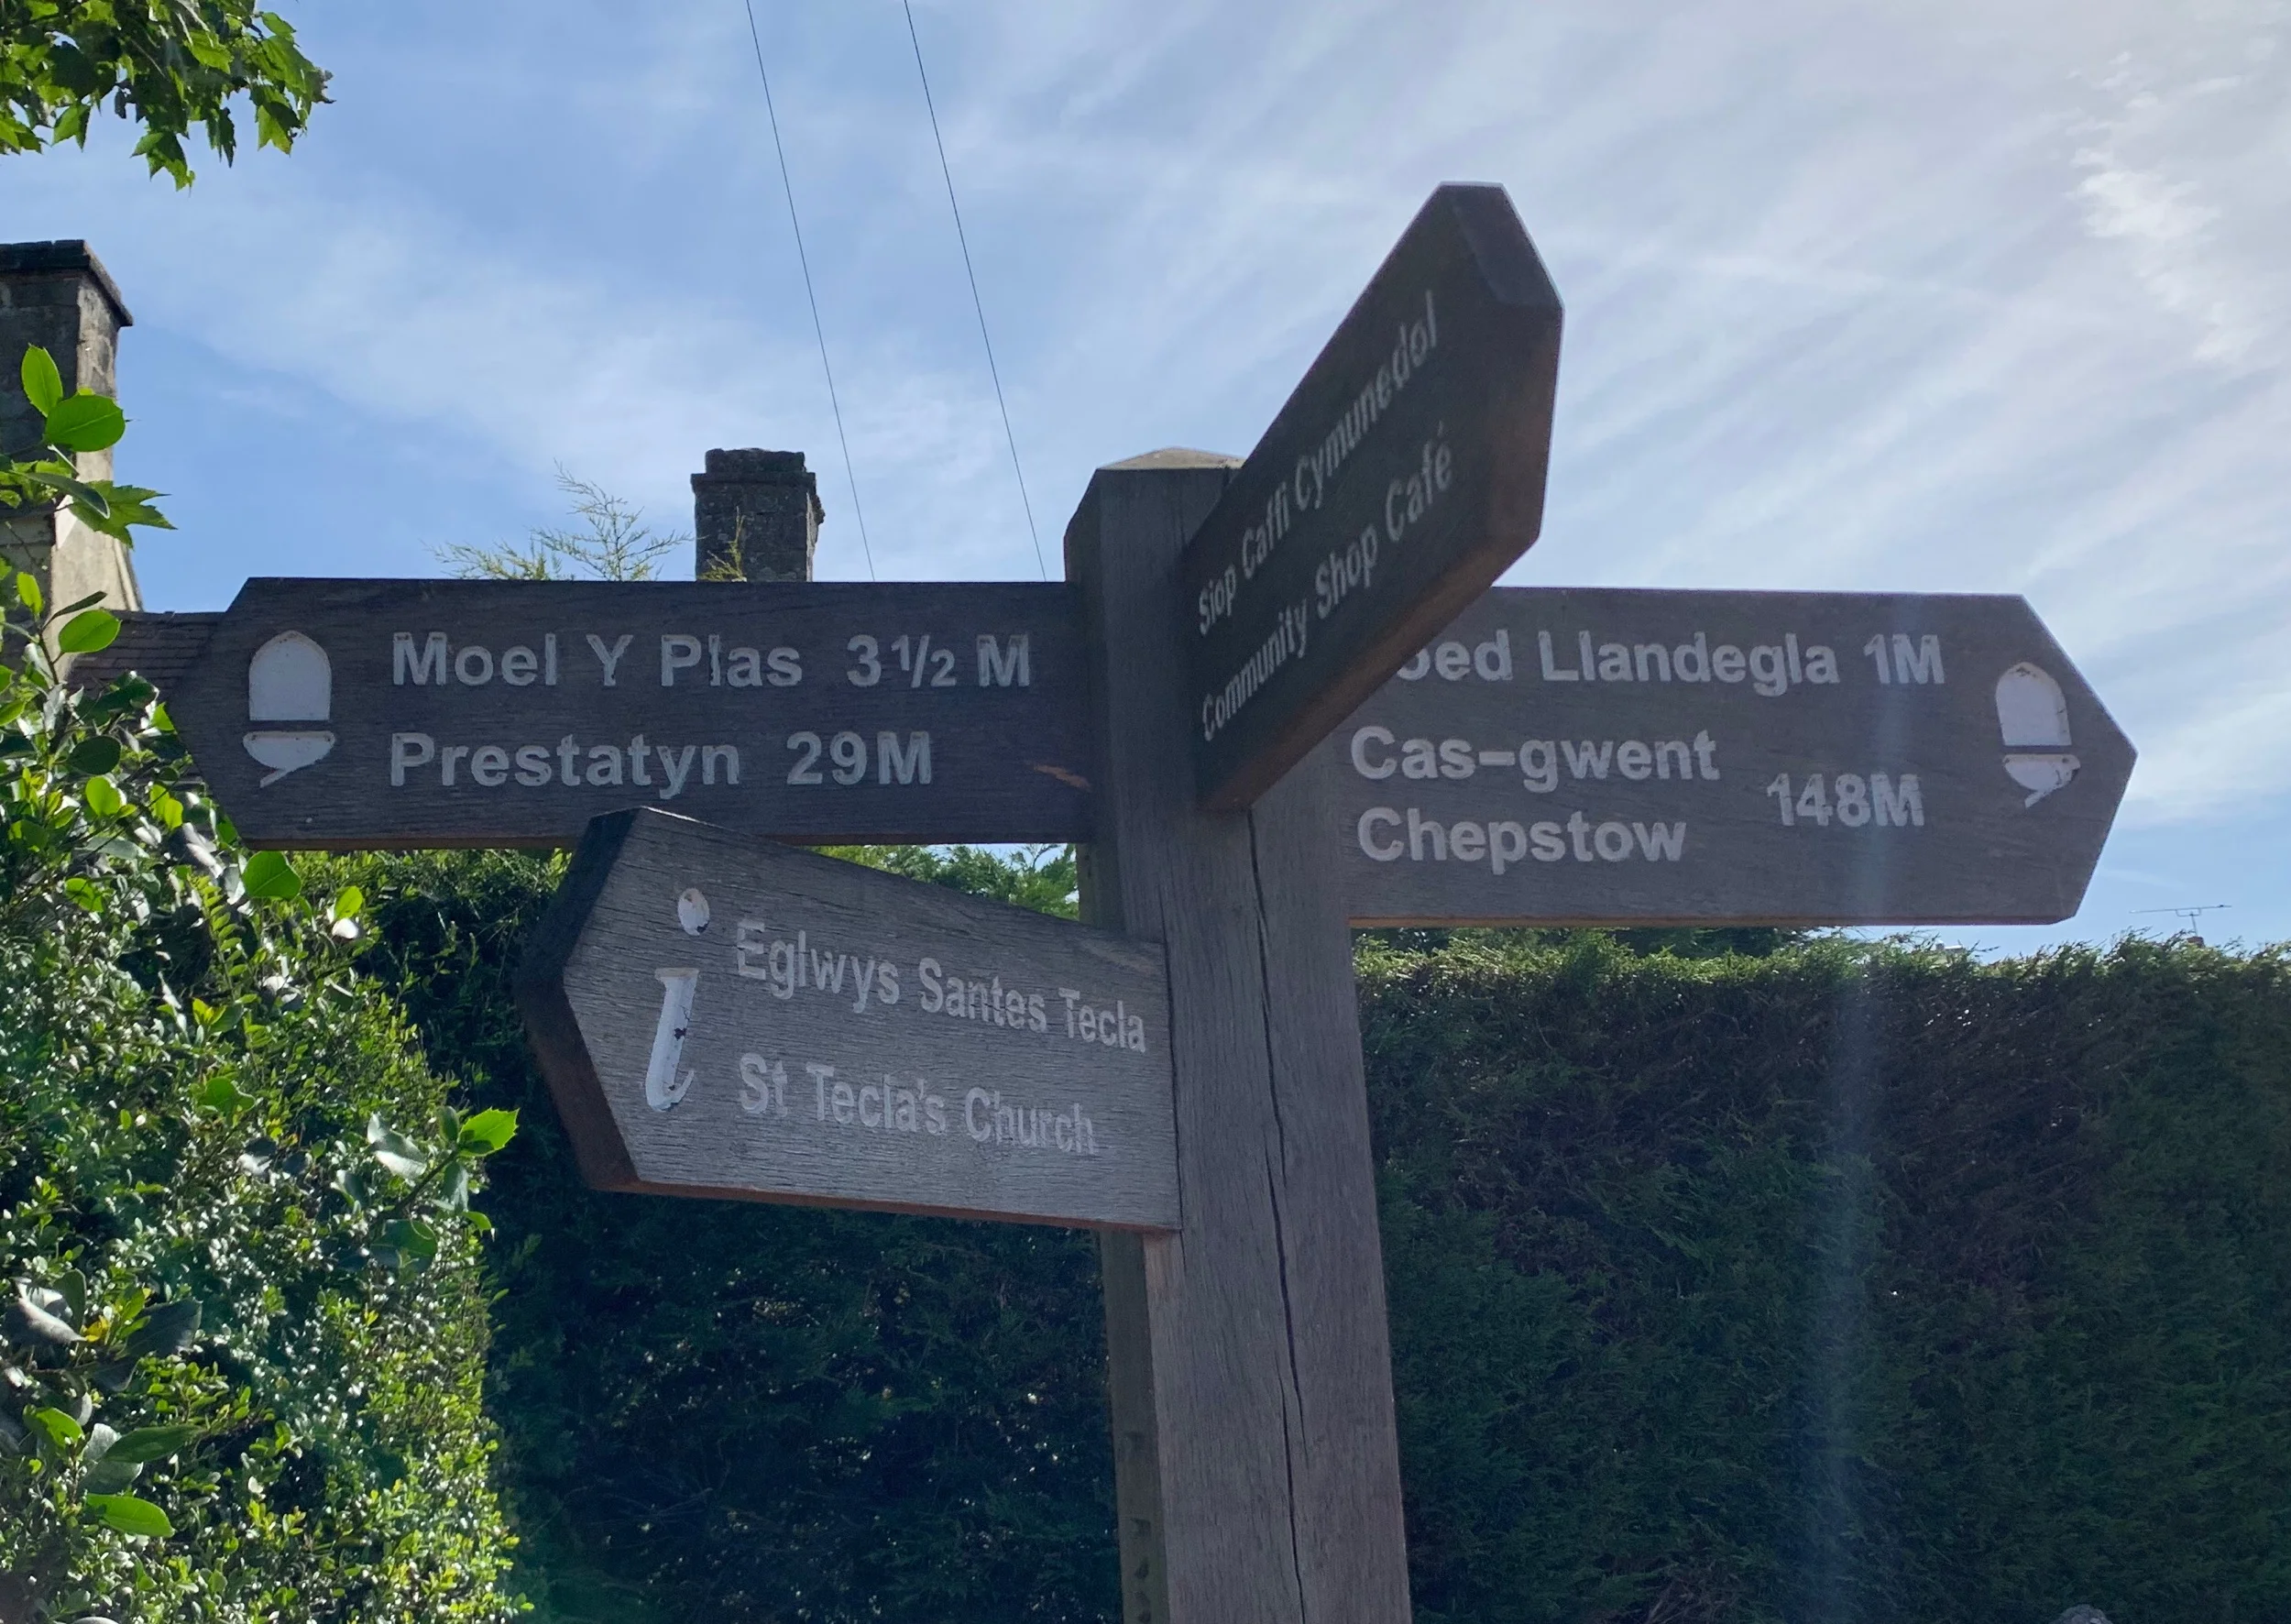 Moel Y Plas 3½ M
Prestatyn 29M
Siop Caffi Cymunedol
Community Shop Café
Llandegla 1M
Cas-gwent
Chepstow 148M
i
Eglwys Santes Tecla
St Tecla's Church